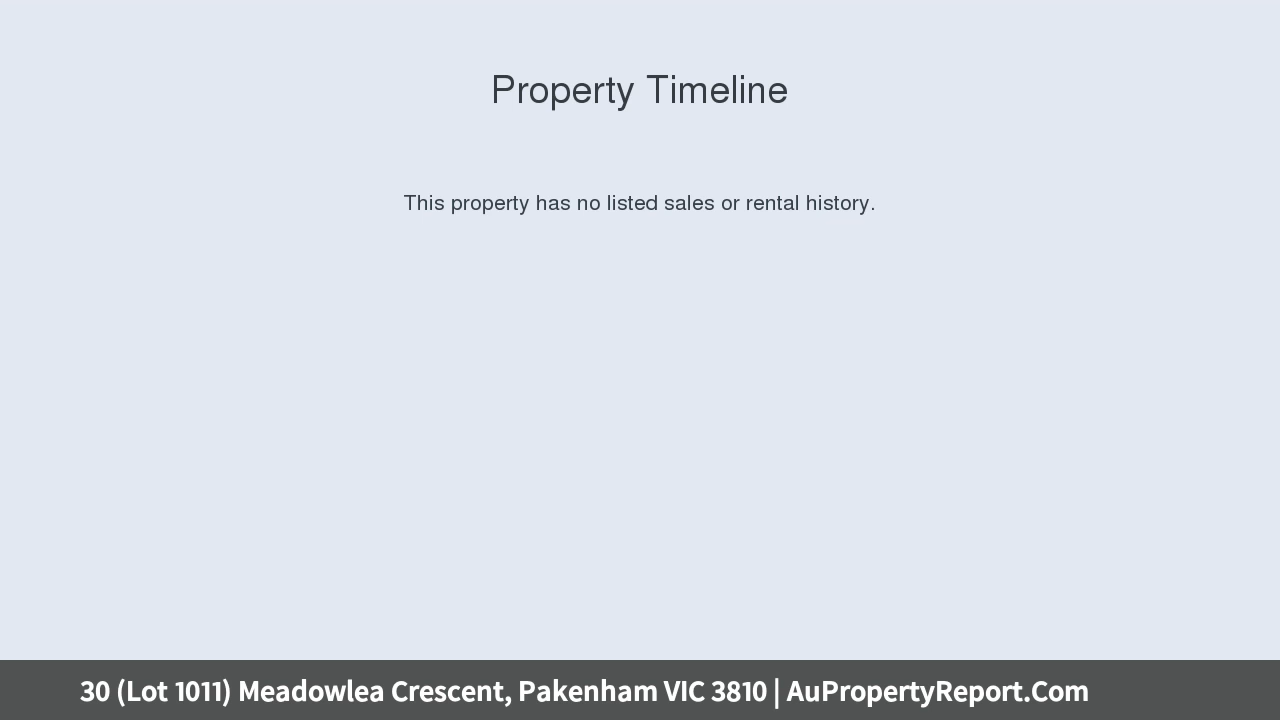 Property Timeline
This property has no listed sales or rental history.
30 (Lot 1011) Meadowlea Crescent, Pakenham VIC 3810 | AuPropertyReport.Com